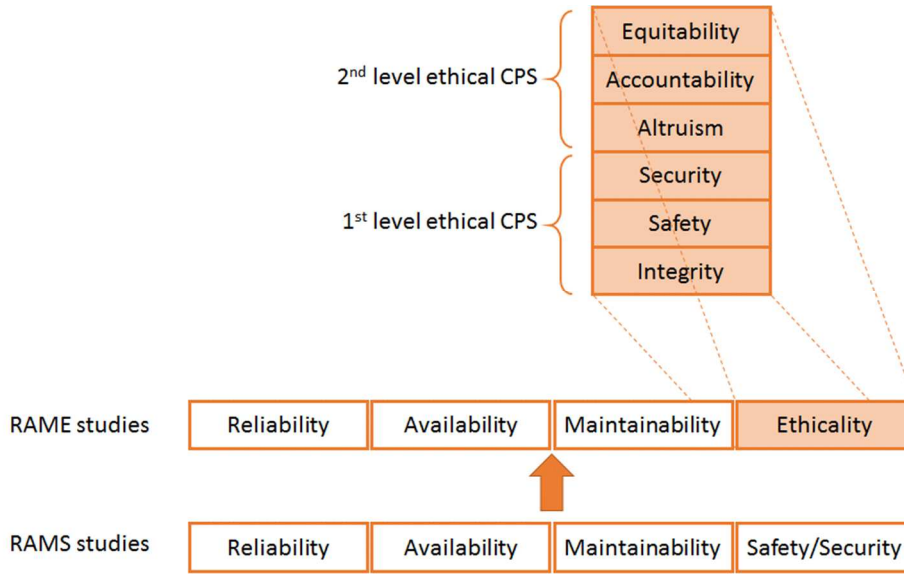 Equitability
2nd level ethical CPS
Accountability
Altruism
Security
1st level ethical CPS
Safety
Integrity
RAME studies
Reliability
Availability
Maintainability
Ethicality
RAMS studies
Reliability
Availability
Maintainability
Safety/Security